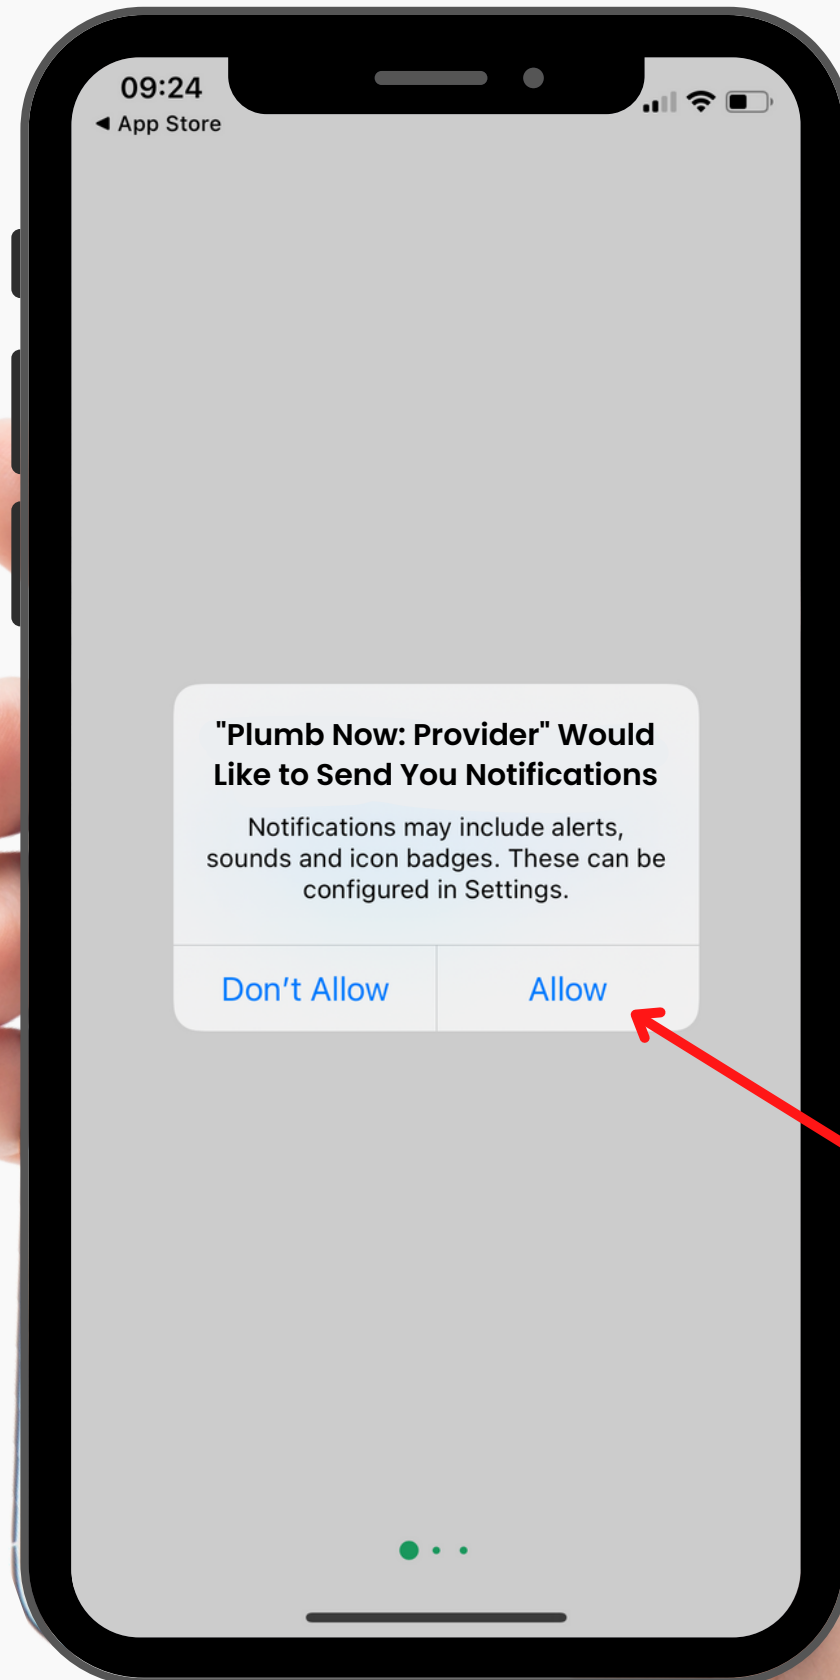 09:24
◀ App Store
"Plumb Now: Provider" Would
Like to Send You Notifications
Notifications may include alerts,
sounds and icon badges. These can be
configured in Settings.
Don't Allow
Allow